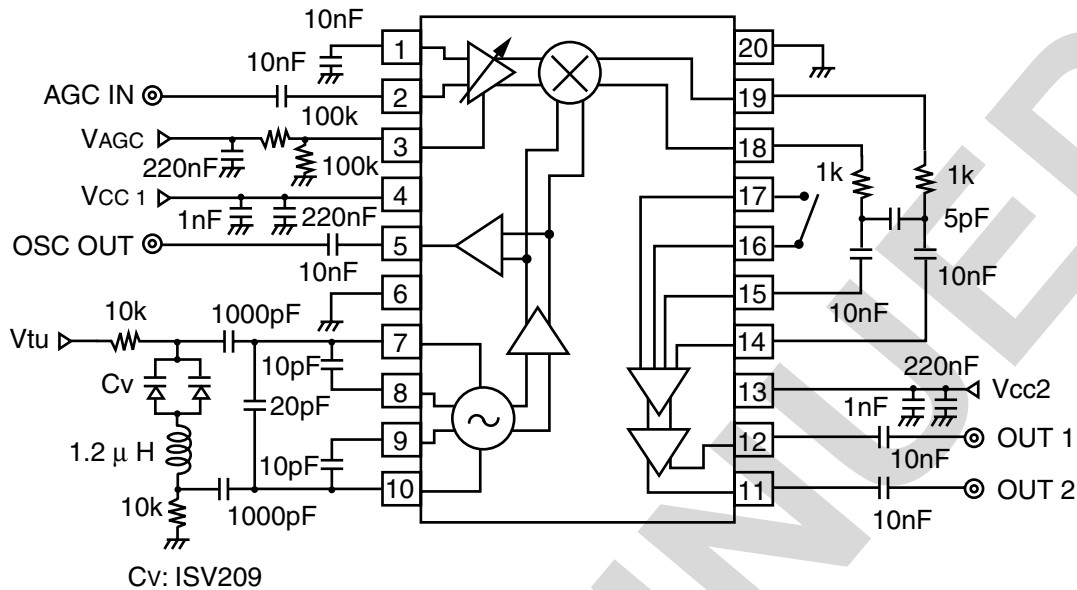 10nF
1
20
10nF
AGC IN
2
19
100k
VAGC
3
18
220nF
100k
1k
1k
VCC 1
4
17
1nF
220nF
5pF
OSC OUT
5
16
10nF
10nF
6
15
10nF
10k
1000pF
Vtu
7
14
10pF
220nF
Cv
8
13
Vcc2
20pF
1nF
9
12
OUT 1
1.2 μ H
10pF
10nF
10
11
OUT 2
10k
1000pF
10nF
CV: ISV209
NUED